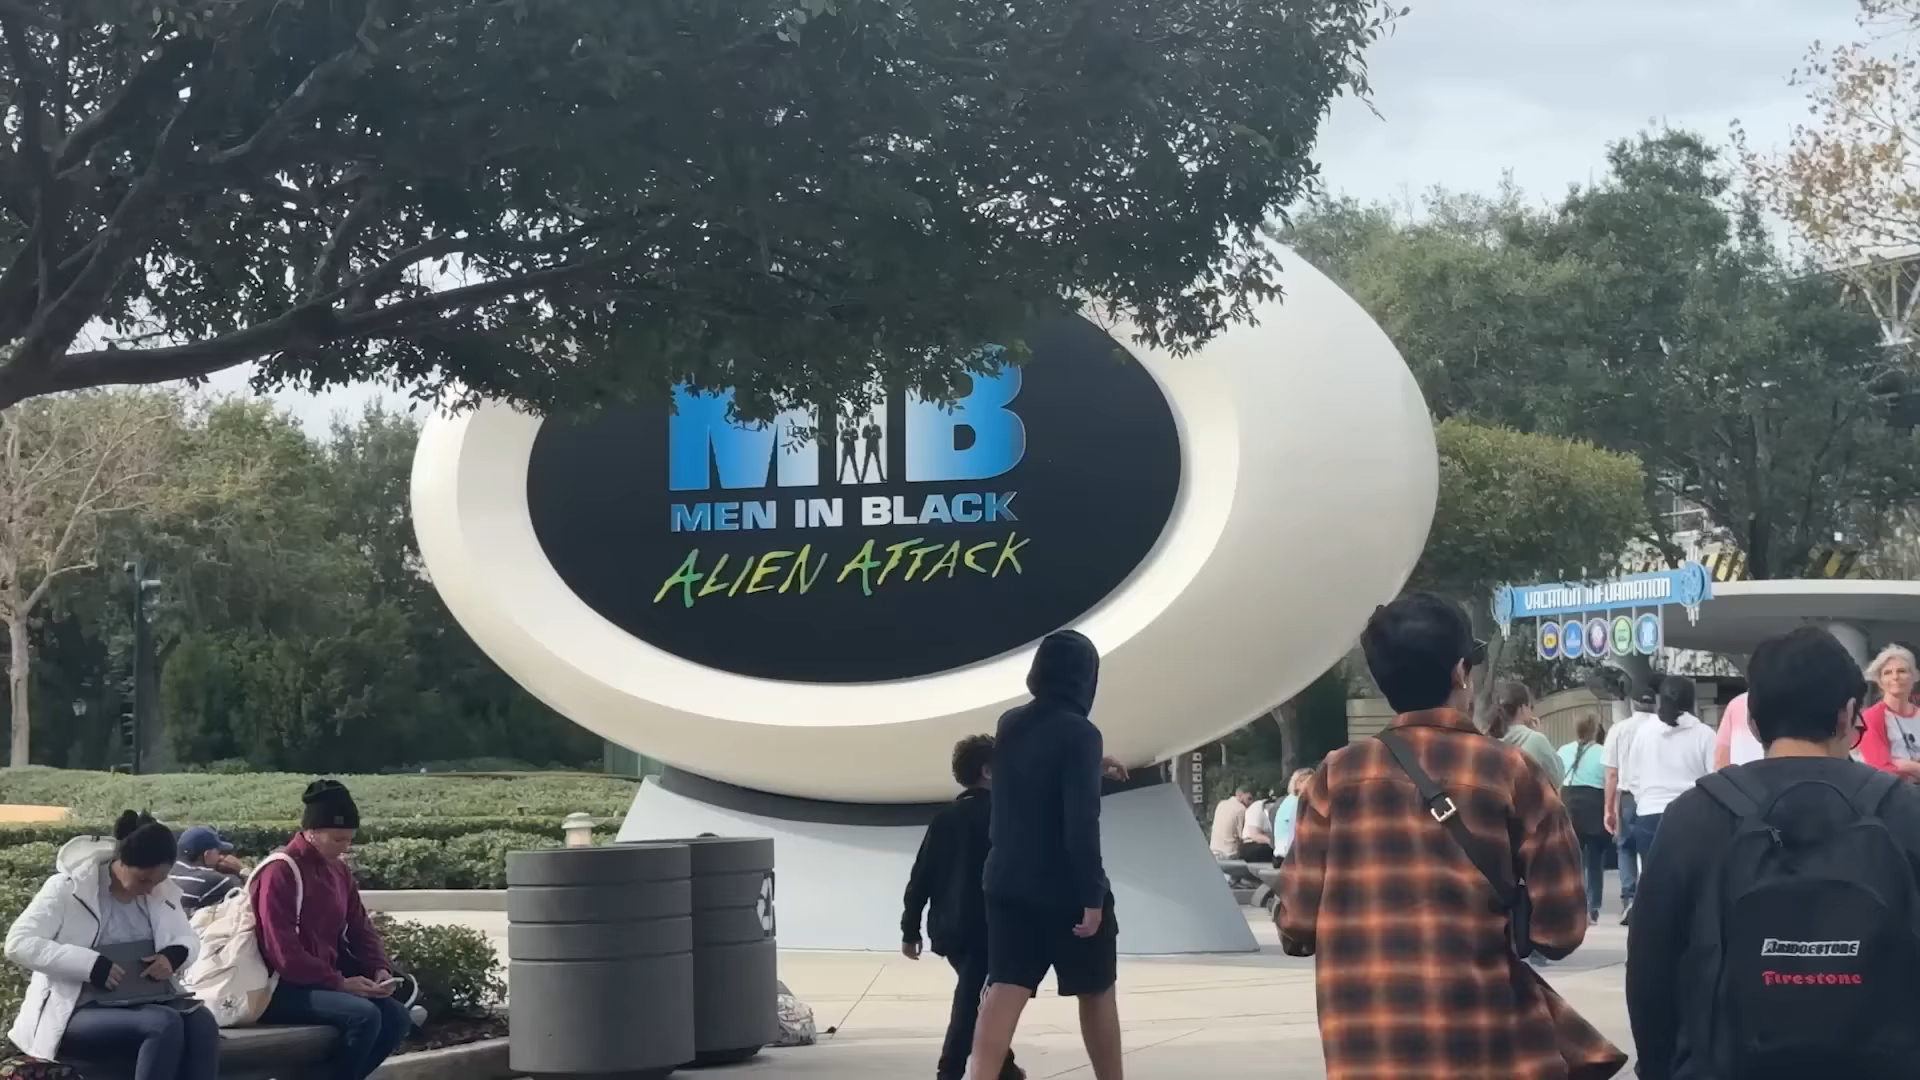 MIB
MEN IN BLACK
ALIEN ATTACK
VACATION INFORMATION
BRIDGESTONE
Firestone